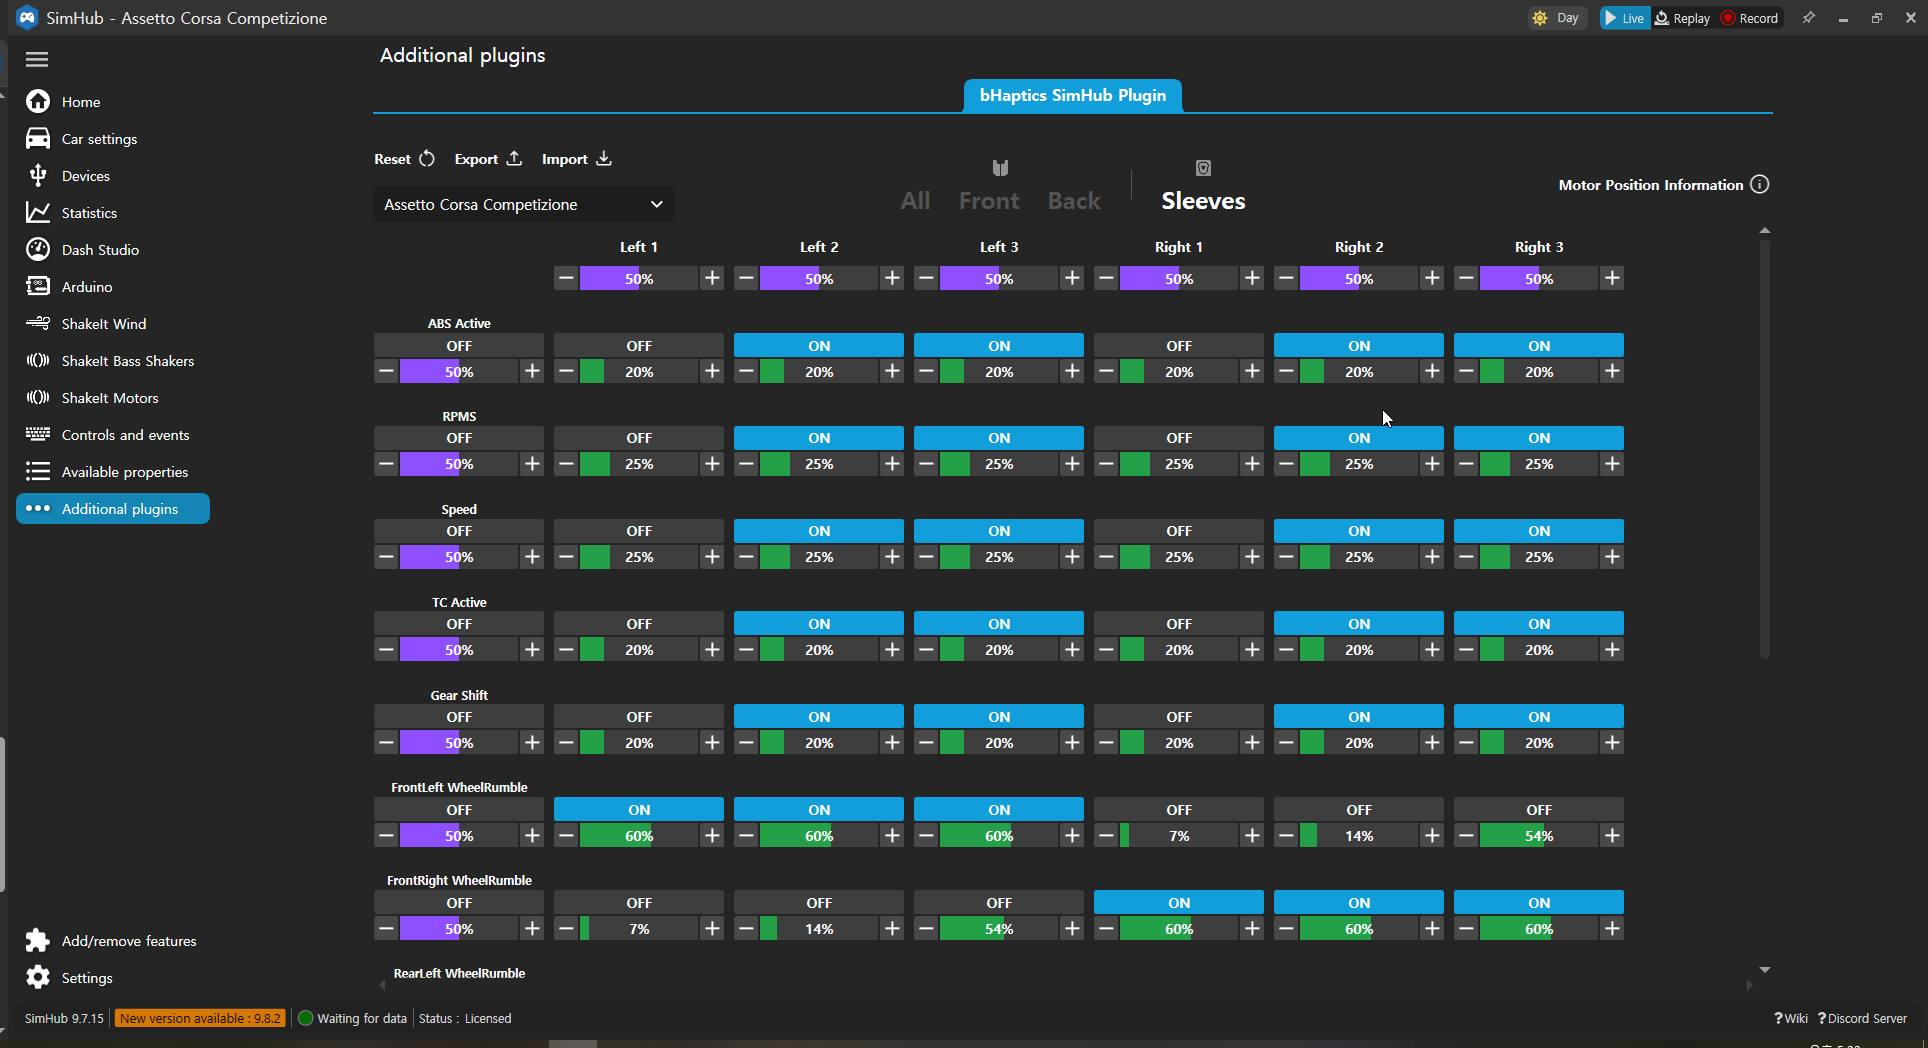 SimHub - Assetto Corsa Competizione
Day
Live
Replay
Record
Additional plugins
bHaptics SimHub Plugin
Home
Car settings
Devices
Statistics
Dash Studio
Arduino
ShakeIt Wind
ShakeIt Bass Shakers
ShakeIt Motors
Controls and events
Available properties
Additional plugins
Add/remove features
Settings
Reset
Export
Import
Assetto Corsa Competizione
All
Front
Back
Sleeves
Motor Position Information
Left 1 Left 2 Left 3 Right 1 Right 2 Right 3
50% 50% 50% 50% 50% 50%
ABS Active
OFF OFF ON ON OFF ON ON
50% 20% 20% 20% 20% 20% 20%
RPMS
OFF OFF ON ON OFF ON ON
50% 25% 25% 25% 25% 25% 25%
Speed
OFF OFF ON ON OFF ON ON
50% 25% 25% 25% 25% 25% 25%
TC Active
OFF OFF ON ON OFF ON ON
50% 20% 20% 20% 20% 20% 20%
Gear Shift
OFF OFF ON ON OFF ON ON
50% 20% 20% 20% 20% 20% 20%
FrontLeft WheelRumble
OFF ON ON ON OFF OFF OFF
50% 60% 60% 60% 7% 14% 54%
FrontRight WheelRumble
OFF OFF OFF OFF ON ON ON
50% 7% 14% 54% 60% 60% 60%
RearLeft WheelRumble
SimHub 9.7.15
New version available : 9.8.2
Waiting for data
Status : Licensed
?Wiki
?Discord Server